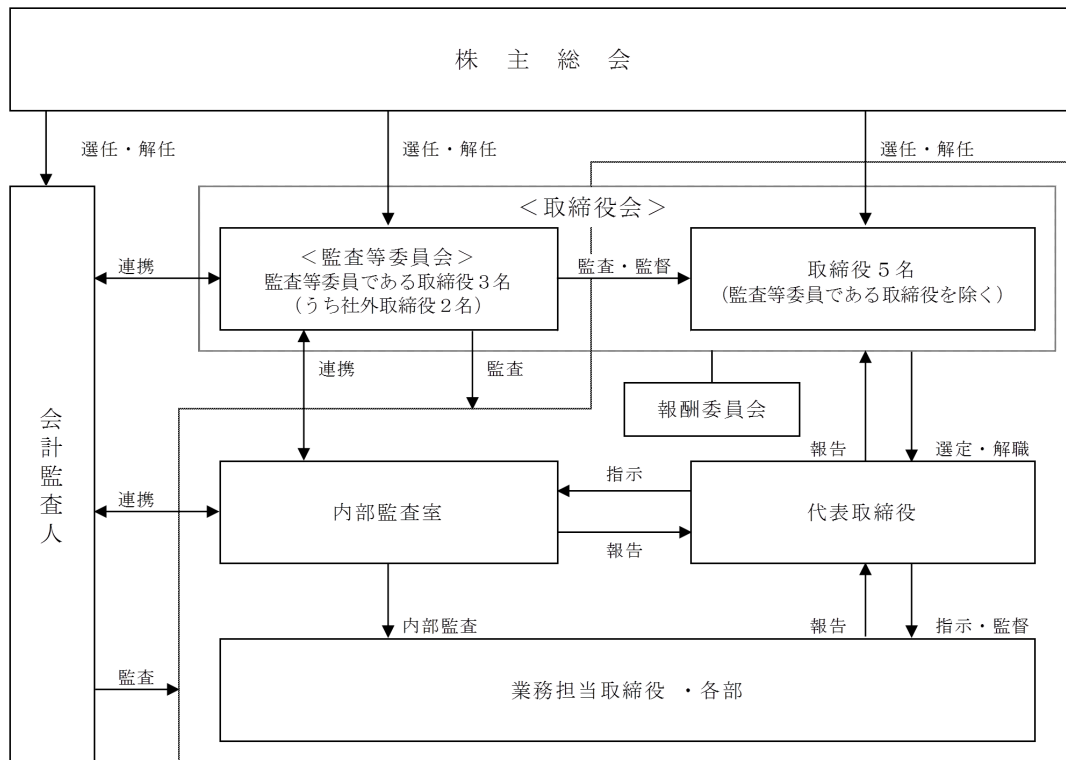 株 主 総 会
選任・解任
選任・解任
選任・解任
＜取締役会＞
＜監査等委員会＞
監査等委員である取締役３名
（うち社外取締役２名）
連携
監査・監督
取締役５名
（監査等委員である取締役を除く）
連携
監査
報酬委員会
会計監査人
報告
選定・解職
指示
連携
内部監査室
代表取締役
報告
内部監査
報告
指示・監督
監査
業務担当取締役 ・各部